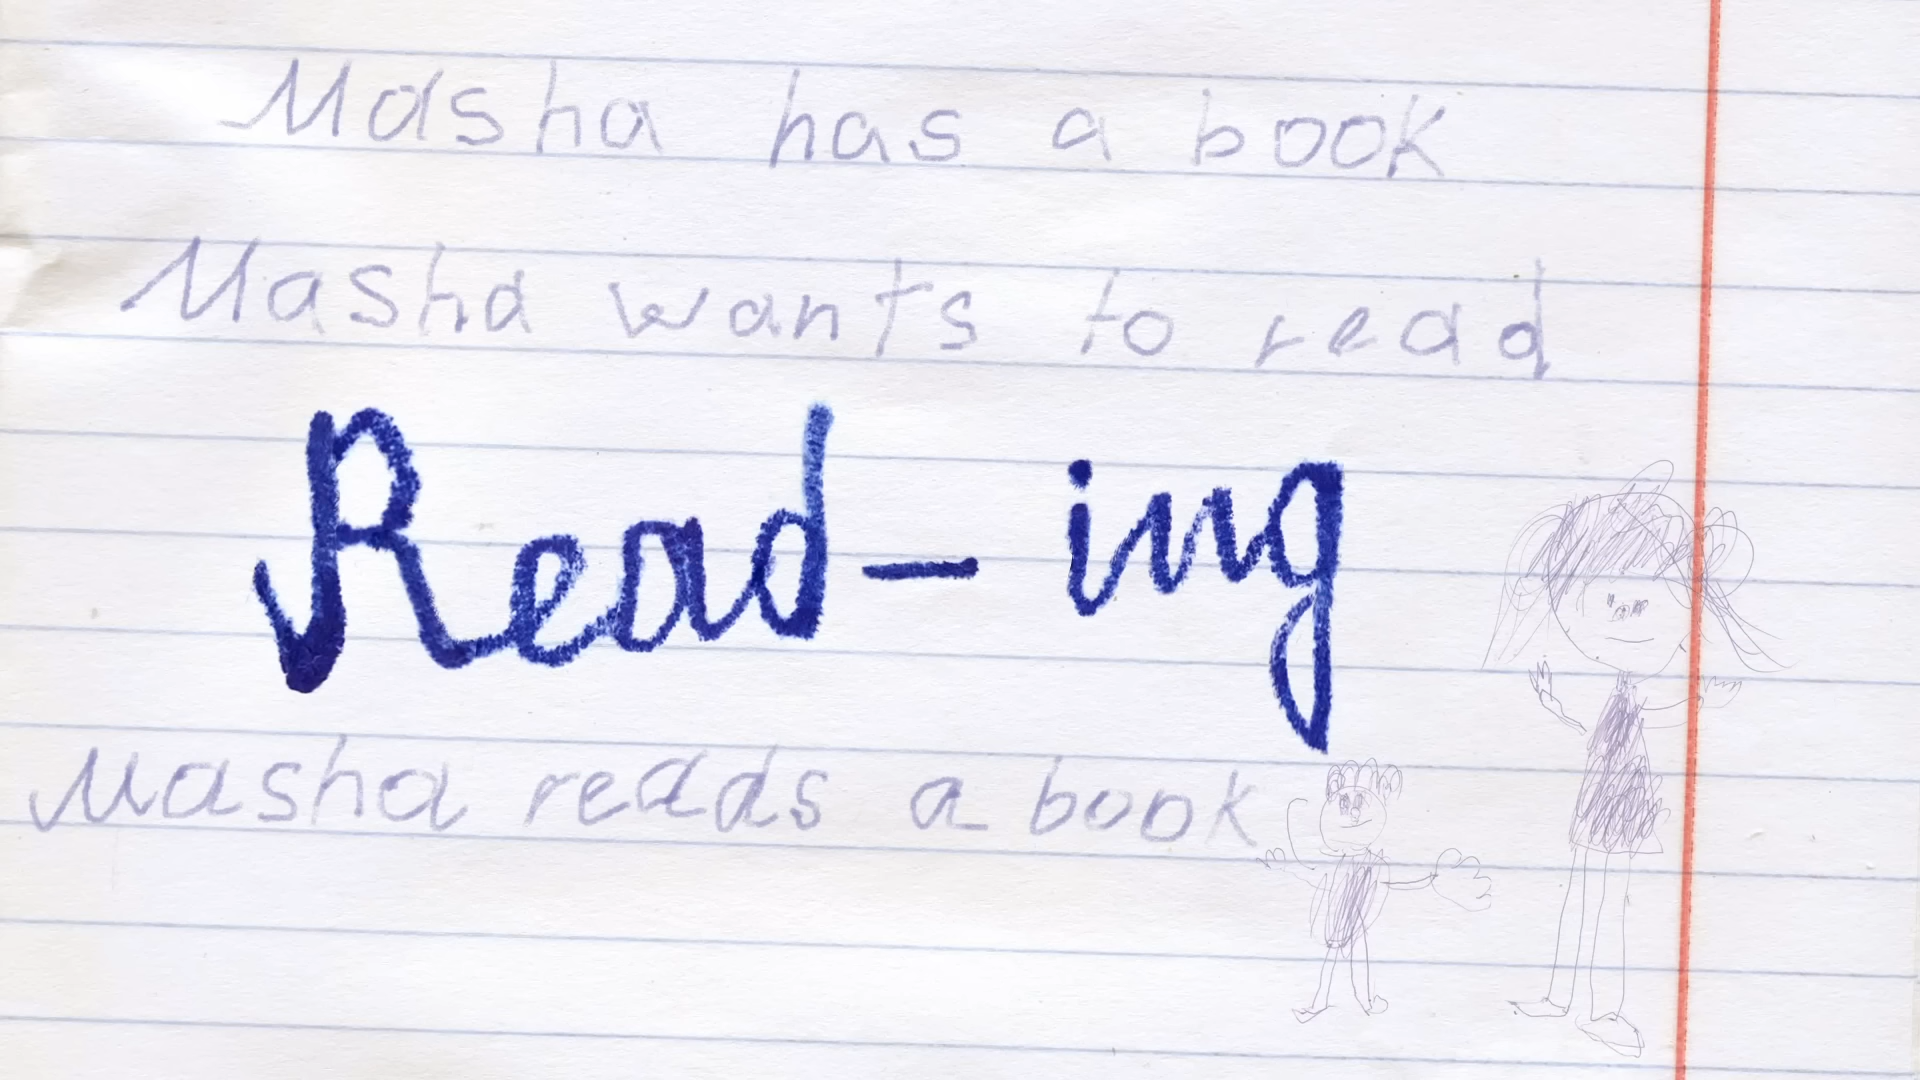 Masha has a book
Masha wants to read
Read - ing
Masha reads a book